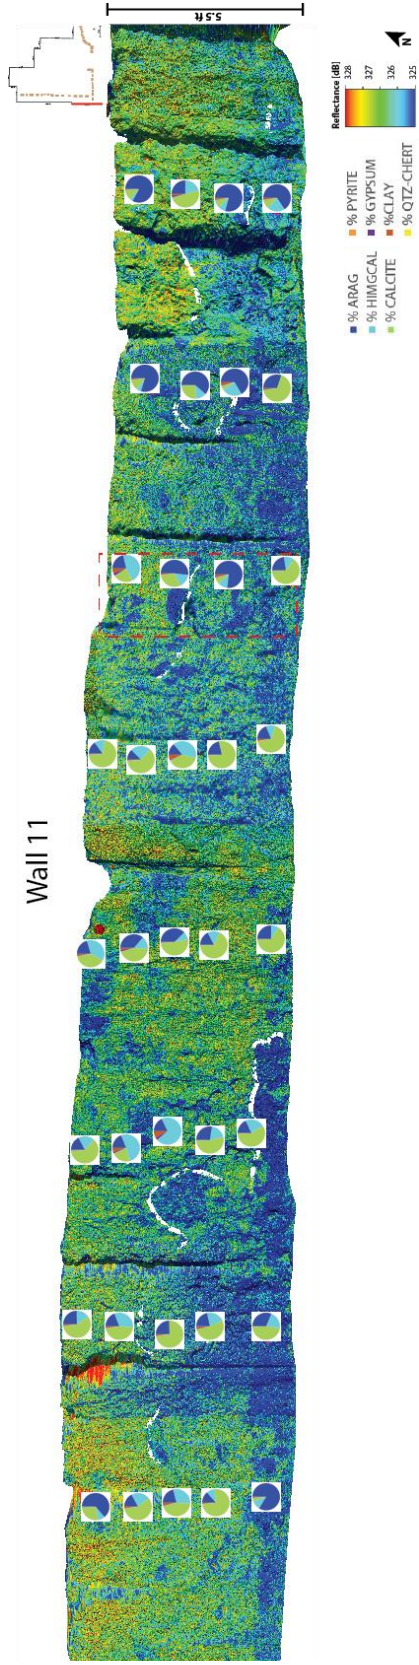 Wall 11
5.5 ft
N
Reflectance [dB]
328
327
326
325
% ARAG
% HIMGCAL
% CALCITE
% PYRITE
% GYPSUM
%CLAY
% QTZ-CHERT